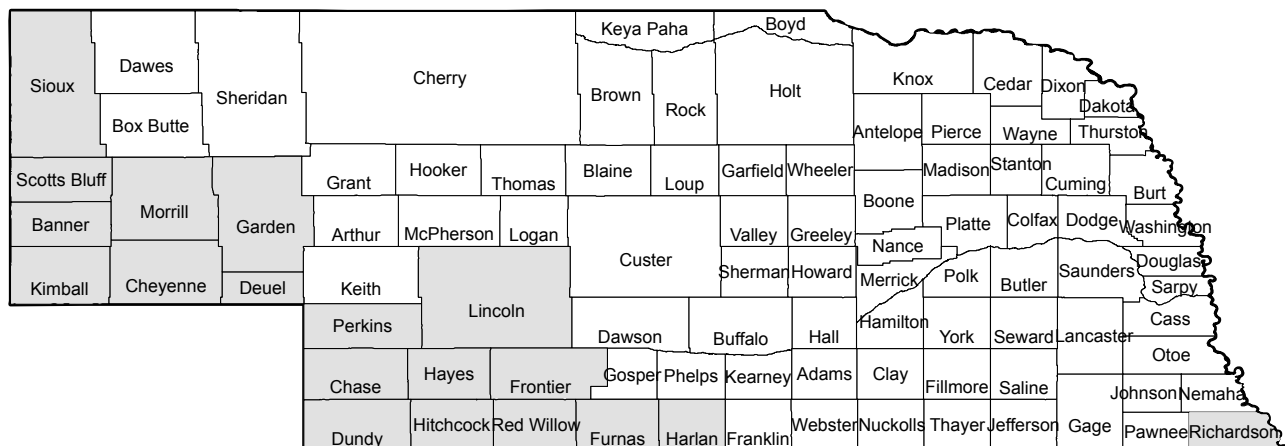 Keya Paha
Boyd
Sioux
Dawes
Sheridan
Cherry
Brown
Rock
Holt
Knox
Cedar
Dixon
Dakota
Box Butte
Antelope
Pierce
Wayne
Thurston
Scotts Bluff
Grant
Hooker
Thomas
Blaine
Loup
Garfield
Wheeler
Madison
Stanton
Cuming
Burt
Banner
Morrill
Garden
Arthur
McPherson
Logan
Valley
Greeley
Boone
Platte
Colfax
Dodge
Washington
Nance
Kimball
Cheyenne
Deuel
Keith
Lincoln
Custer
Sherman
Howard
Merrick
Polk
Butler
Saunders
Douglas
Sarpy
Perkins
Dawson
Buffalo
Hall
Hamilton
York
Seward
Lancaster
Cass
Otoe
Chase
Hayes
Frontier
Gosper
Phelps
Kearney
Adams
Clay
Fillmore
Saline
Johnson
Nemaha
Dundy
Hitchcock
Red Willow
Furnas
Harlan
Franklin
Webster
Nuckolls
Thayer
Jefferson
Gage
Pawnee
Richardson